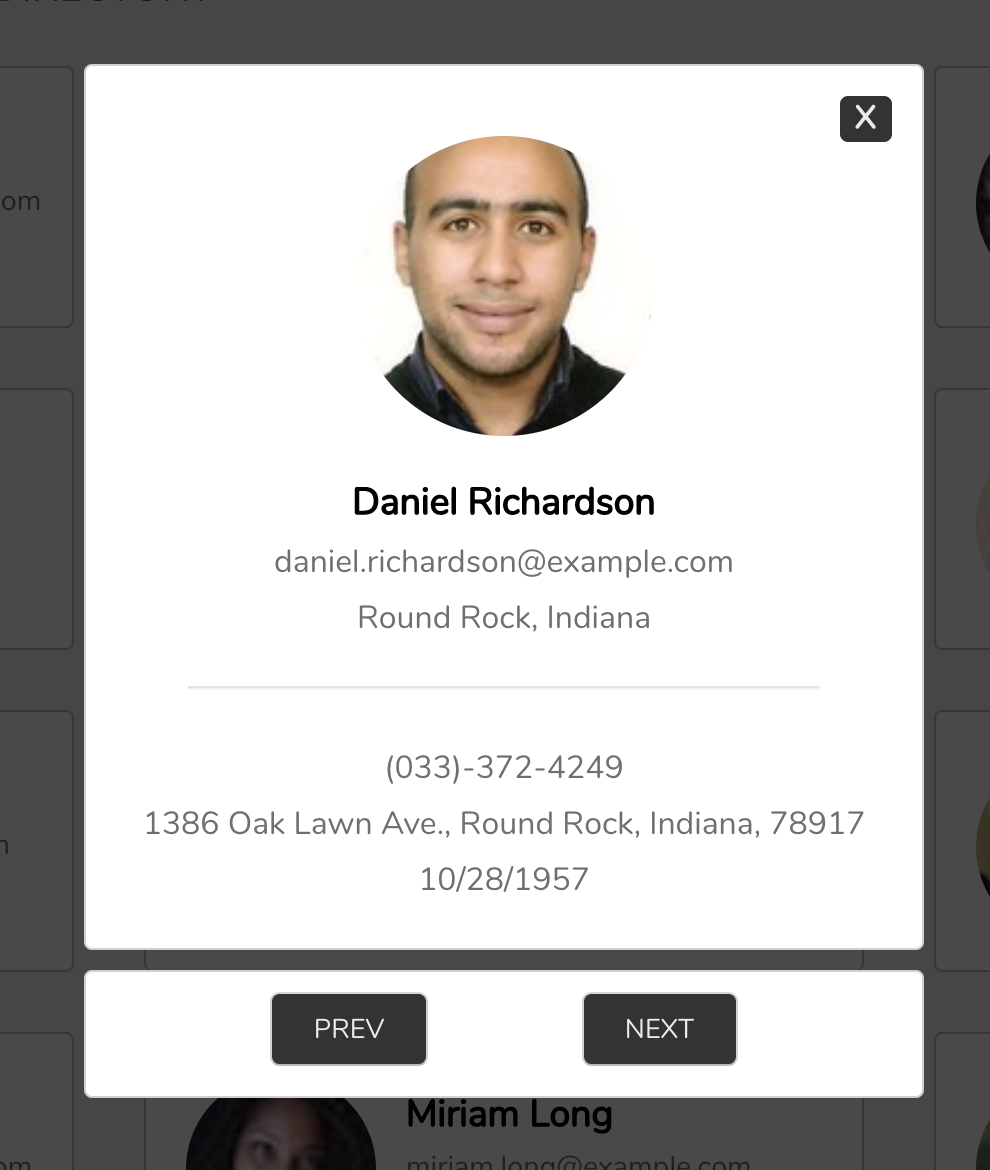 X
Daniel Richardson
daniel.richardson@example.com
Round Rock, Indiana
(033)-372-4249
1386 Oak Lawn Ave., Round Rock, Indiana, 78917
10/28/1957
PREV
NEXT
Miriam Long
miriam.long@example.com